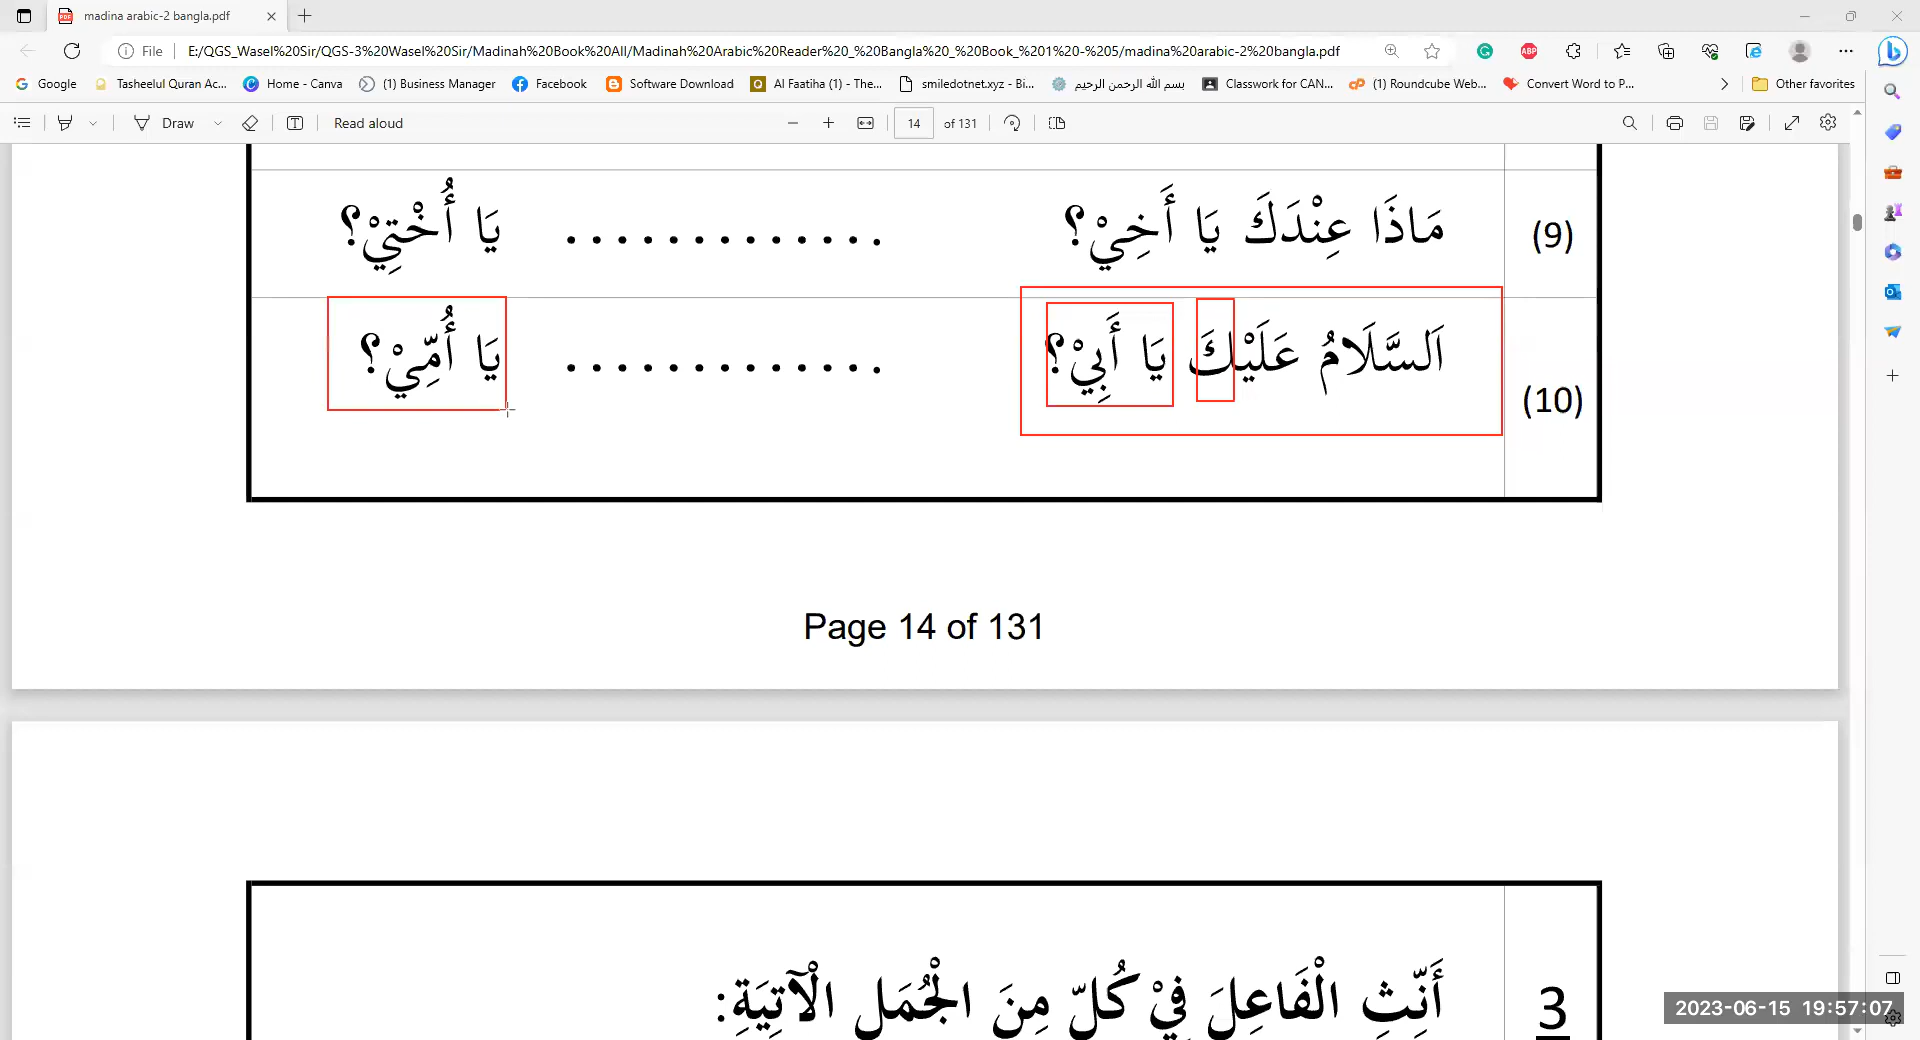 madina arabic-2 bangla.pdf
File E:/QGS_Wasel%20Sir/QGS-3%20Wasel%20Sir/Madinah%20Book%20All/Madinah%20Arabic%20Reader%20_%20Bangla%20_%20Book_%201%20-%205/madina%20arabic-2%20bangla.pdf
Google Tasheelul Quran Ac... Home - Canva (1) Business Manager Facebook Software Download Al Faatiha (1) - The... smiledotnet.xyz - Bi... بسم الله الرحمن الرحيم Classwork for CAN... (1) Roundcube Web... Convert Word to P... Other favorites
Draw Read aloud 14 of 131
(9) مَاذَا عِنْدَكَ يَا أَخِيْ؟ ............. يَا أُخْتِيْ؟
(10) اَلسَّلَامُ عَلَيْكَ يَا أَبِيْ؟ ............. يَا أُمِّيْ؟
Page 14 of 131
3 أَنِّثِ الْفَاعِلَ فِيْ كُلِّ مِنَ الْجُمَلِ الْآتِيَةِ:
2023-06-15 19:57:07